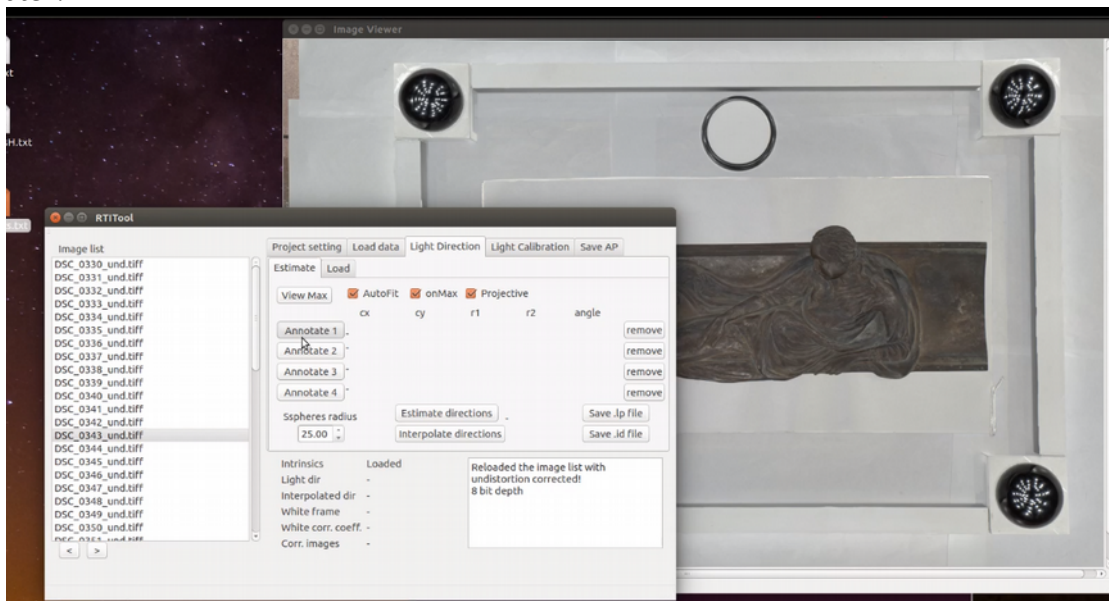 Image Viewer
xt
H.txt
s.txt
RTITool
Image list
DSC_0330_und.tiff
DSC_0331_und.tiff
DSC_0332_und.tiff
DSC_0333_und.tiff
DSC_0334_und.tiff
DSC_0335_und.tiff
DSC_0336_und.tiff
DSC_0337_und.tiff
DSC_0338_und.tiff
DSC_0339_und.tiff
DSC_0340_und.tiff
DSC_0341_und.tiff
DSC_0342_und.tiff
DSC_0343_und.tiff
DSC_0344_und.tiff
DSC_0345_und.tiff
DSC_0346_und.tiff
DSC_0347_und.tiff
DSC_0348_und.tiff
DSC_0349_und.tiff
DSC_0350_und.tiff
DSC_0351_und.tiff
< >
Project setting Load data Light Direction Light Calibration Save AP
Estimate Load
View Max AutoFit onMax Projective
cx cy r1 r2 angle
Annotate 1 - remove
Annotate 2 - remove
Annotate 3 - remove
Annotate 4 - remove
Sspheres radius Estimate directions - Save .lp file
25.00 Interpolate directions Save .id file
Intrinsics Loaded
Light dir -
Interpolated dir -
White frame -
White corr. coeff. -
Corr. images -
Reloaded the image list with
undistortion corrected!
8 bit depth